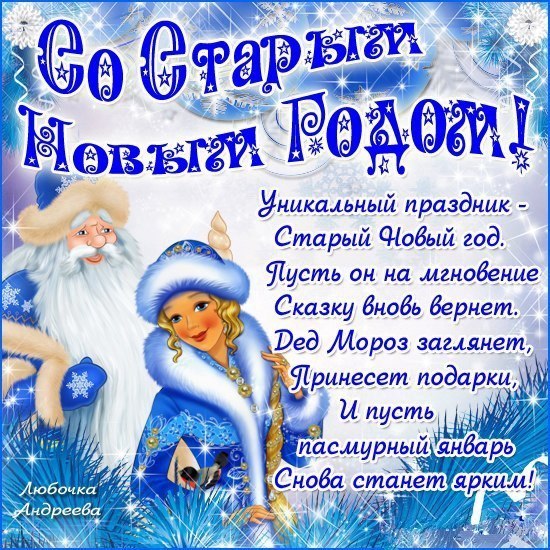 Со Старым
Новым Годом!
Уникальный праздник -
Старый Новый год.
Пусть он на мгновение
Сказку вновь вернет.
Дед Мороз заглянет,
Принесет подарки,
И пусть
пасмурный январь
Снова станет ярким!
Любочка
Андреева